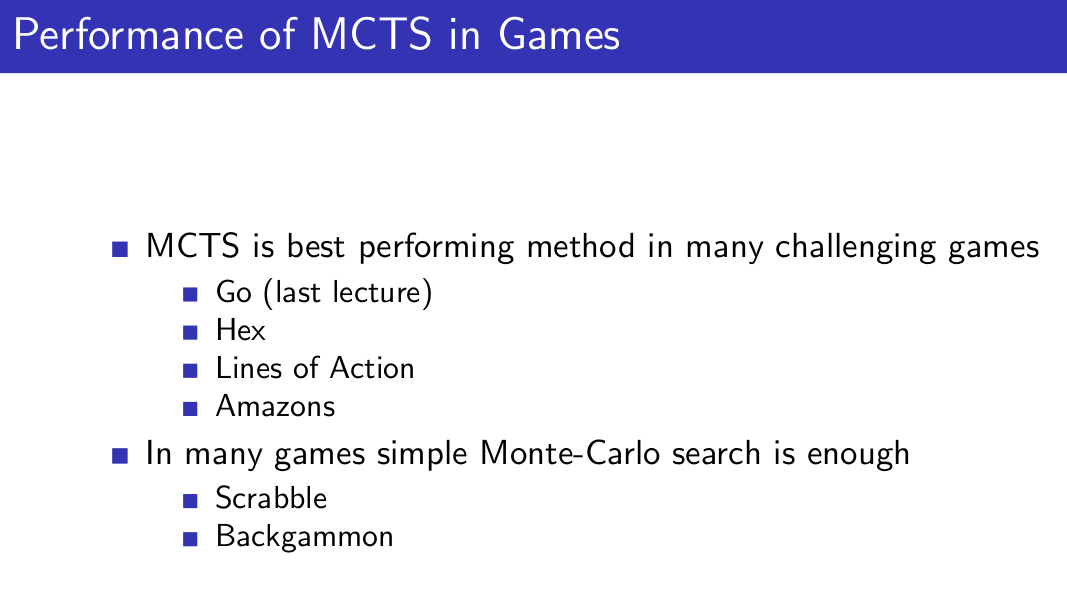 Performance of MCTS in Games
MCTS is best performing method in many challenging games
Go (last lecture)
Hex
Lines of Action
Amazons
In many games simple Monte-Carlo search is enough
Scrabble
Backgammon